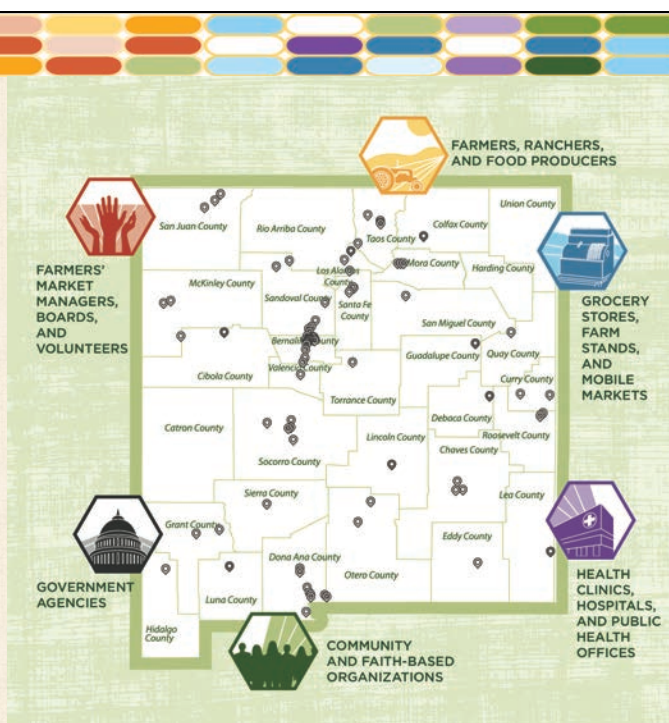 FARMERS, RANCHERS,
AND FOOD PRODUCERS
FARMERS'
MARKET
MANAGERS,
BOARDS,
AND
VOLUNTEERS
GROCERY
STORES,
FARM
STANDS,
AND
MOBILE
MARKETS
GOVERNMENT
AGENCIES
HEALTH
CLINICS,
HOSPITALS,
AND PUBLIC
HEALTH
OFFICES
COMMUNITY
AND FAITH-BASED
ORGANIZATIONS
San Juan County
Rio Arriba County
Taos County
Colfax County
Union County
McKinley County
Sandoval County
Los Alamos
County
Santa Fe
County
Mora County
Harding County
San Miguel County
Bernalillo County
Guadalupe County
Quay County
Cibola County
Valencia County
Torrance County
Curry County
Catron County
Socorro County
Lincoln County
Debaca County
Roosevelt County
Chaves County
Sierra County
Lea County
Grant County
Dona Ana County
Otero County
Eddy County
Luna County
Hidalgo
County